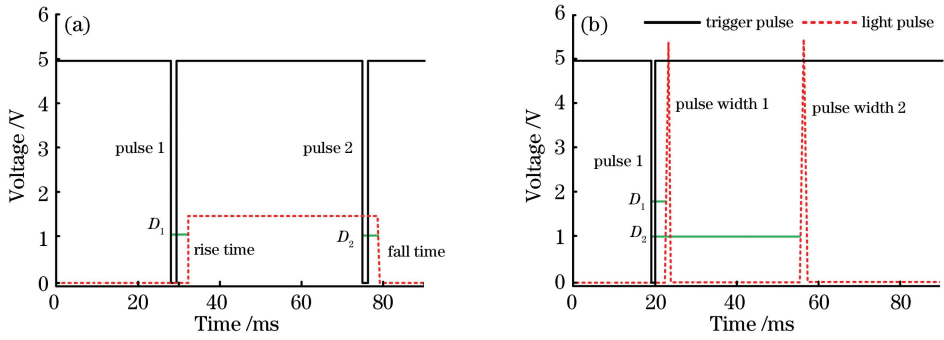 (a)
6
5
4
3
2
1
0
Voltage /V
pulse 1
pulse 2
D1
D2
rise time
fall time
0 20 40 60 80
Time /ms
(b)
trigger pulse
light pulse
6
5
4
3
2
1
0
Voltage /V
pulse width 1
pulse width 2
pulse 1
D1
D2
0 20 40 60 80
Time /ms